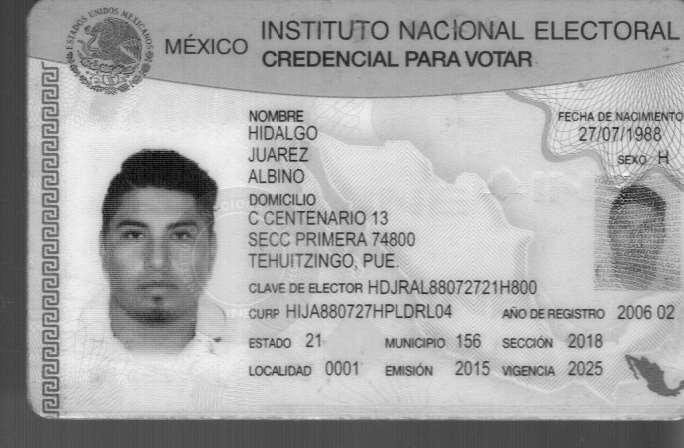 ESTADOS UNIDOS MEXICANOS
MÉXICO
INSTITUTO NACIONAL ELECTORAL
CREDENCIAL PARA VOTAR
NOMBRE
HIDALGO
JUAREZ
ALBINO
FECHA DE NACIMIENTO
27/07/1988
SEXO H
DOMICILIO
C CENTENARIO 13
SECC PRIMERA 74800
TEHUITZINGO, PUE.
CLAVE DE ELECTOR HDJRAL88072721H800
CURP HIJA880727HPLDRL04 AÑO DE REGISTRO 2006 02
ESTADO 21 MUNICIPIO 156 SECCIÓN 2018
LOCALIDAD 0001 EMISIÓN 2015 VIGENCIA 2025